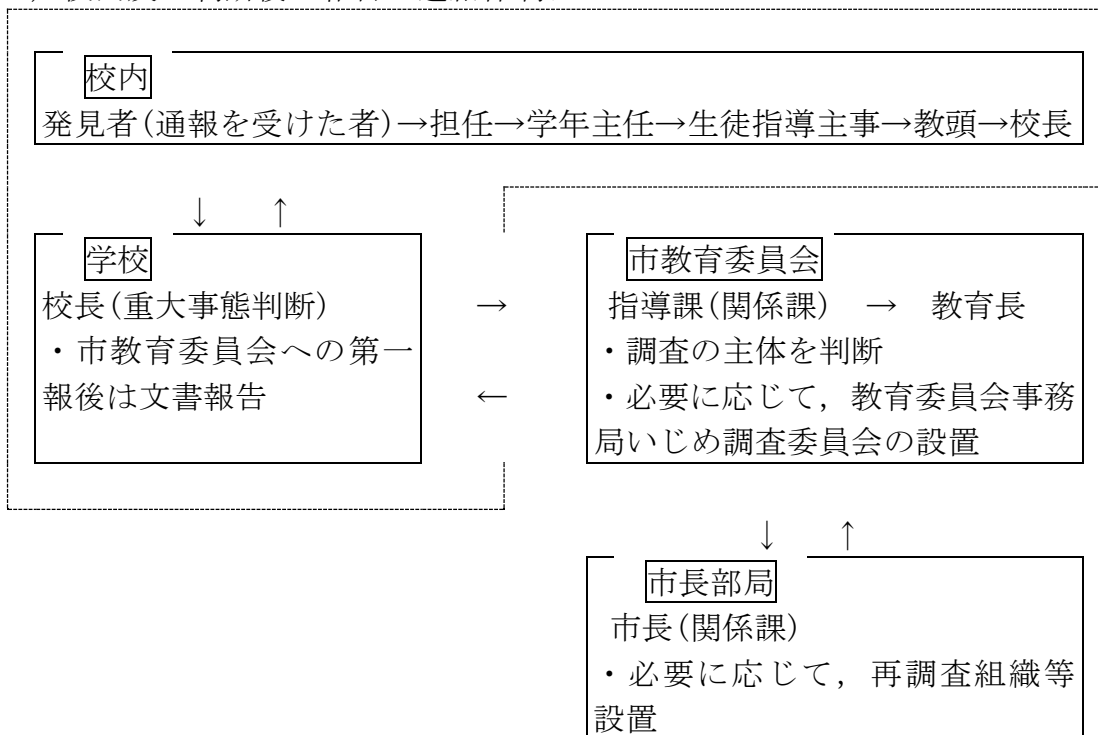 校内
発見者(通報を受けた者)→担任→学年主任→生徒指導主事→教頭→校長
↓ ↑
学校
校長(重大事態判断)
・市教育委員会への第一
報後は文書報告
→
←
市教育委員会
指導課(関係課) → 教育長
・調査の主体を判断
・必要に応じて，教育委員会事務
局いじめ調査委員会の設置
↓ ↑
市長部局
市長(関係課)
・必要に応じて，再調査組織等
設置